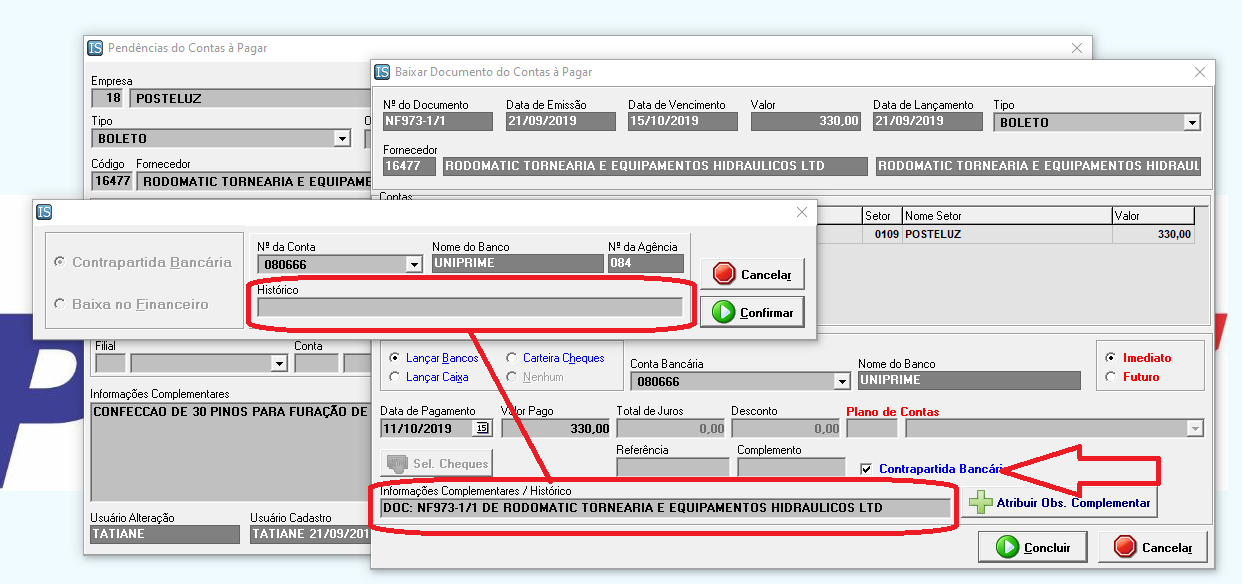 IS Pendências do Contas à Pagar
Empresa
18 POSTELUZ
Tipo
BOLETO
Código Fornecedor
16477 RODOMATIC TORNEARIA E EQUIPAME
IS Baixar Documento do Contas à Pagar
Nº do Documento Data de Emissão Data de Vencimento Valor Data de Lançamento Tipo
NF973-1/1 21/09/2019 15/10/2019 330,00 21/09/2019 BOLETO
Fornecedor
16477 RODOMATIC TORNEARIA E EQUIPAMENTOS HIDRAULICOS LTD RODOMATIC TORNEARIA E EQUIPAMENTOS HIDRAUL
Contas
Setor Nome Setor Valor
0109 POSTELUZ 330,00
IS
Contrapartida Bancária
Baixa no Financeiro
Nº da Conta Nome do Banco Nº da Agência
080666 UNIPRIME 084
Histórico
Cancelar
Confirmar
Filial Conta
Informações Complementares
CONFECCAO DE 30 PINOS PARA FURAÇÃO DE
Usuário Alteração Usuário Cadastro
TATIANE TATIANE 21/09/201
Lançar Bancos Carteira Cheques
Lançar Caixa Nenhum
Conta Bancária Nome do Banco
080666 UNIPRIME
Imediato
Futuro
Data de Pagamento Valor Pago Total de Juros Desconto Plano de Contas
11/10/2019 15 330,00 0,00 0,00
Sel. Cheques
Referência Complemento
Contrapartida Bancári
Informações Complementares / Histórico
DOC: NF973-1/1 DE RODOMATIC TORNEARIA E EQUIPAMENTOS HIDRAULICOS LTD
Atribuir Obs. Complementar
Concluir Cancelar